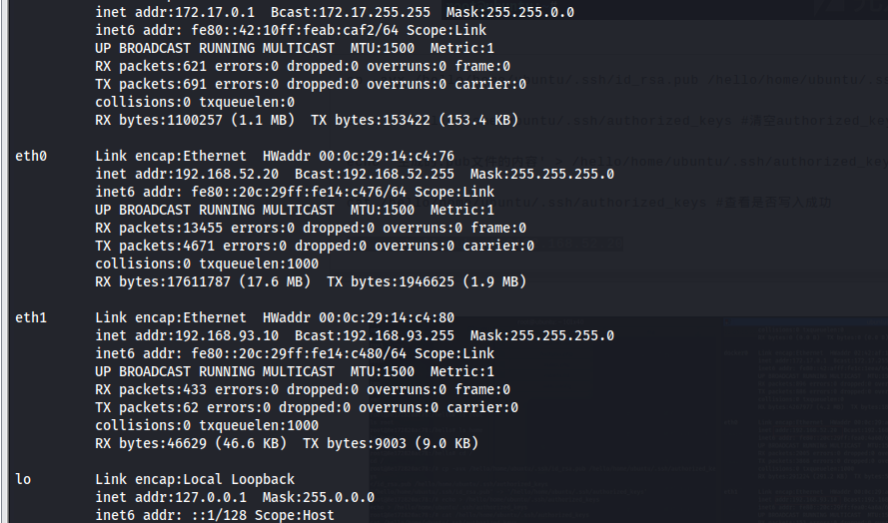 inet addr:172.17.0.1  Bcast:172.17.255.255  Mask:255.255.0.0
inet6 addr: fe80::42:10ff:feab:caf2/64 Scope:Link
UP BROADCAST RUNNING MULTICAST  MTU:1500  Metric:1
RX packets:621 errors:0 dropped:0 overruns:0 frame:0
TX packets:691 errors:0 dropped:0 overruns:0 carrier:0
collisions:0 txqueuelen:0
RX bytes:1100257 (1.1 MB)  TX bytes:153422 (153.4 KB)
eth0      Link encap:Ethernet  HWaddr 00:0c:29:14:c4:76
inet addr:192.168.52.20  Bcast:192.168.52.255  Mask:255.255.255.0
inet6 addr: fe80::20c:29ff:fe14:c476/64 Scope:Link
UP BROADCAST RUNNING MULTICAST  MTU:1500  Metric:1
RX packets:13455 errors:0 dropped:0 overruns:0 frame:0
TX packets:4671 errors:0 dropped:0 overruns:0 carrier:0
collisions:0 txqueuelen:1000
RX bytes:17611787 (17.6 MB)  TX bytes:1946625 (1.9 MB)
eth1      Link encap:Ethernet  HWaddr 00:0c:29:14:c4:80
inet addr:192.168.93.10  Bcast:192.168.93.255  Mask:255.255.255.0
inet6 addr: fe80::20c:29ff:fe14:c480/64 Scope:Link
UP BROADCAST RUNNING MULTICAST  MTU:1500  Metric:1
RX packets:433 errors:0 dropped:0 overruns:0 frame:0
TX packets:62 errors:0 dropped:0 overruns:0 carrier:0
collisions:0 txqueuelen:1000
RX bytes:46629 (46.6 KB)  TX bytes:9003 (9.0 KB)
lo        Link encap:Local Loopback
inet addr:127.0.0.1  Mask:255.0.0.0
inet6 addr: ::1/128 Scope:Host